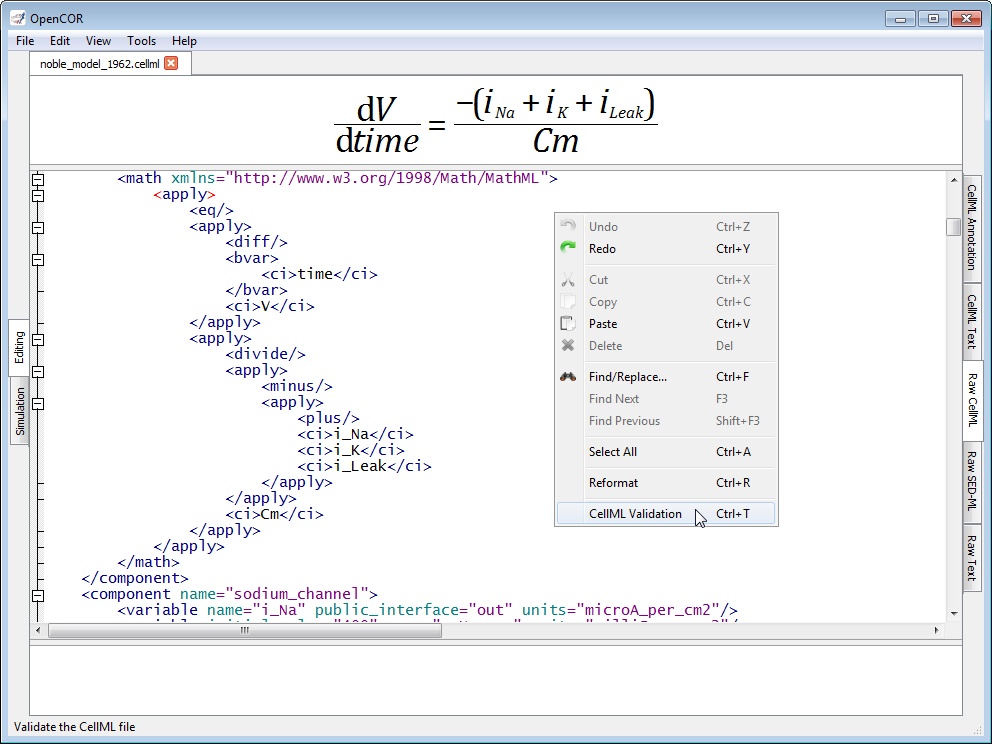 OpenCOR
File Edit View Tools Help
noble_model_1962.cellml
dV
dtime
=
−(i Na + i K + i Leak)
Cm
<math xmlns="http://www.w3.org/1998/Math/MathML">
<apply>
<eq/>
<apply>
<diff/>
<bvar>
<ci>time</ci>
</bvar>
<ci>V</ci>
</apply>
<apply>
<divide/>
<apply>
<minus/>
<apply>
<plus/>
<ci>i_Na</ci>
<ci>i_K</ci>
<ci>i_Leak</ci>
</apply>
</apply>
<ci>Cm</ci>
</apply>
</apply>
</math>
</component>
<component name="sodium_channel">
<variable name="i_Na" public_interface="out" units="microA_per_cm2"/>
Undo Ctrl+Z
Redo Ctrl+Y
Cut Ctrl+X
Copy Ctrl+C
Paste Ctrl+V
Delete Del
Find/Replace... Ctrl+F
Find Next F3
Find Previous Shift+F3
Select All Ctrl+A
Reformat Ctrl+R
CellML Validation Ctrl+T
Editing
Simulation
CellML Annotation
CellML Text
Raw CellML
Raw SED-ML
Raw Text
Validate the CellML file